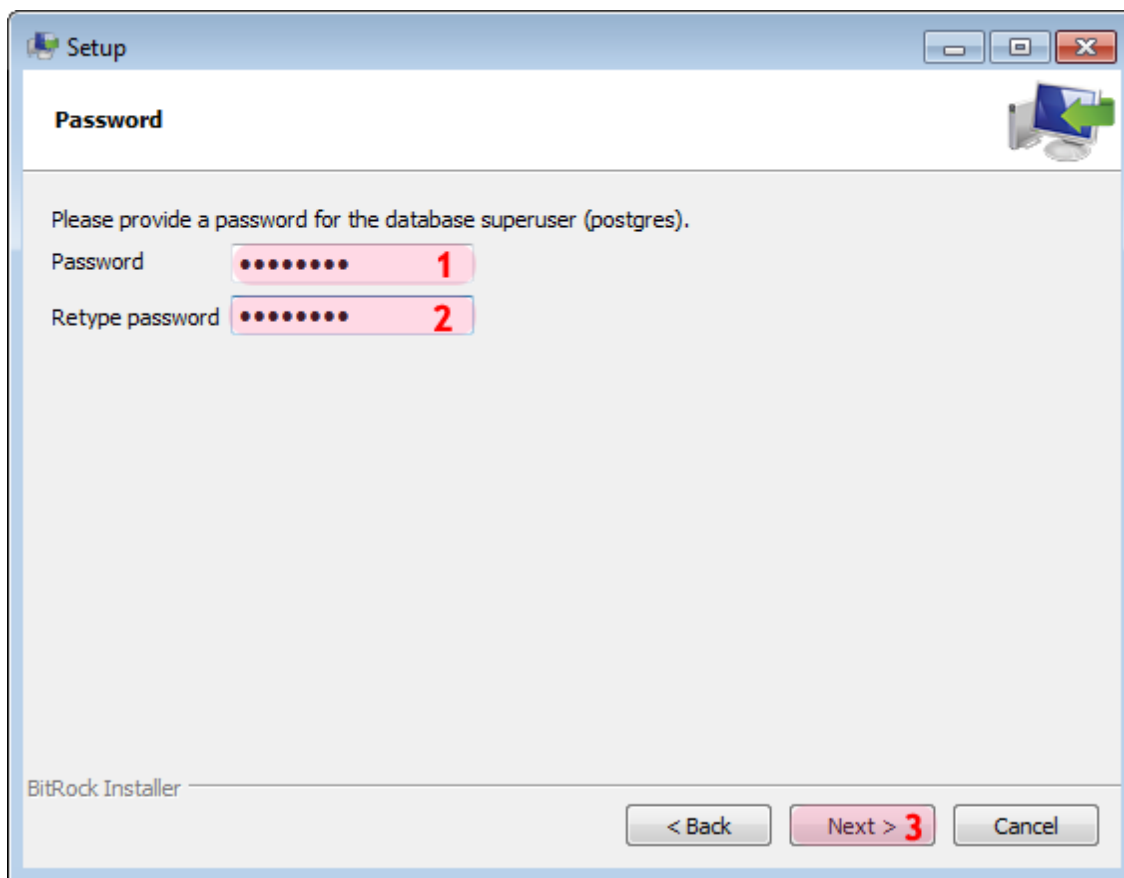 Setup
Password
Please provide a password for the database superuser (postgres).
Password •••••••• 1
Retype password •••••••• 2
BitRock Installer
< Back Next > 3 Cancel